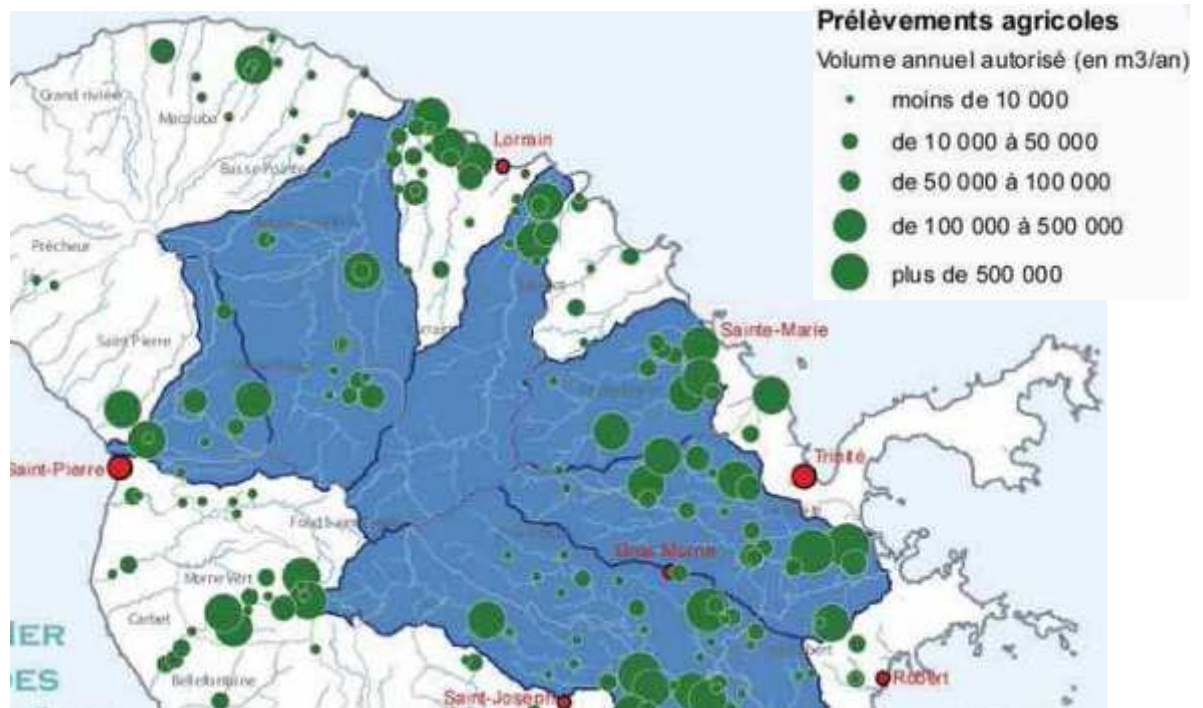 Prélèvements agricoles
Volume annuel autorisé (en m3/an)
moins de 10 000
de 10 000 à 50 000
de 50 000 à 100 000
de 100 000 à 500 000
plus de 500 000
Grand rivière
Macouba
Basse-Pointe
Lorrain
Prêcheur
Saint Pierre
Sainte-Marie
Saint-Pierre
Trinité
Gros Morne
Morne Vert
Carbet
Bellefontaine
Saint-Joseph
Robert
IER
DES